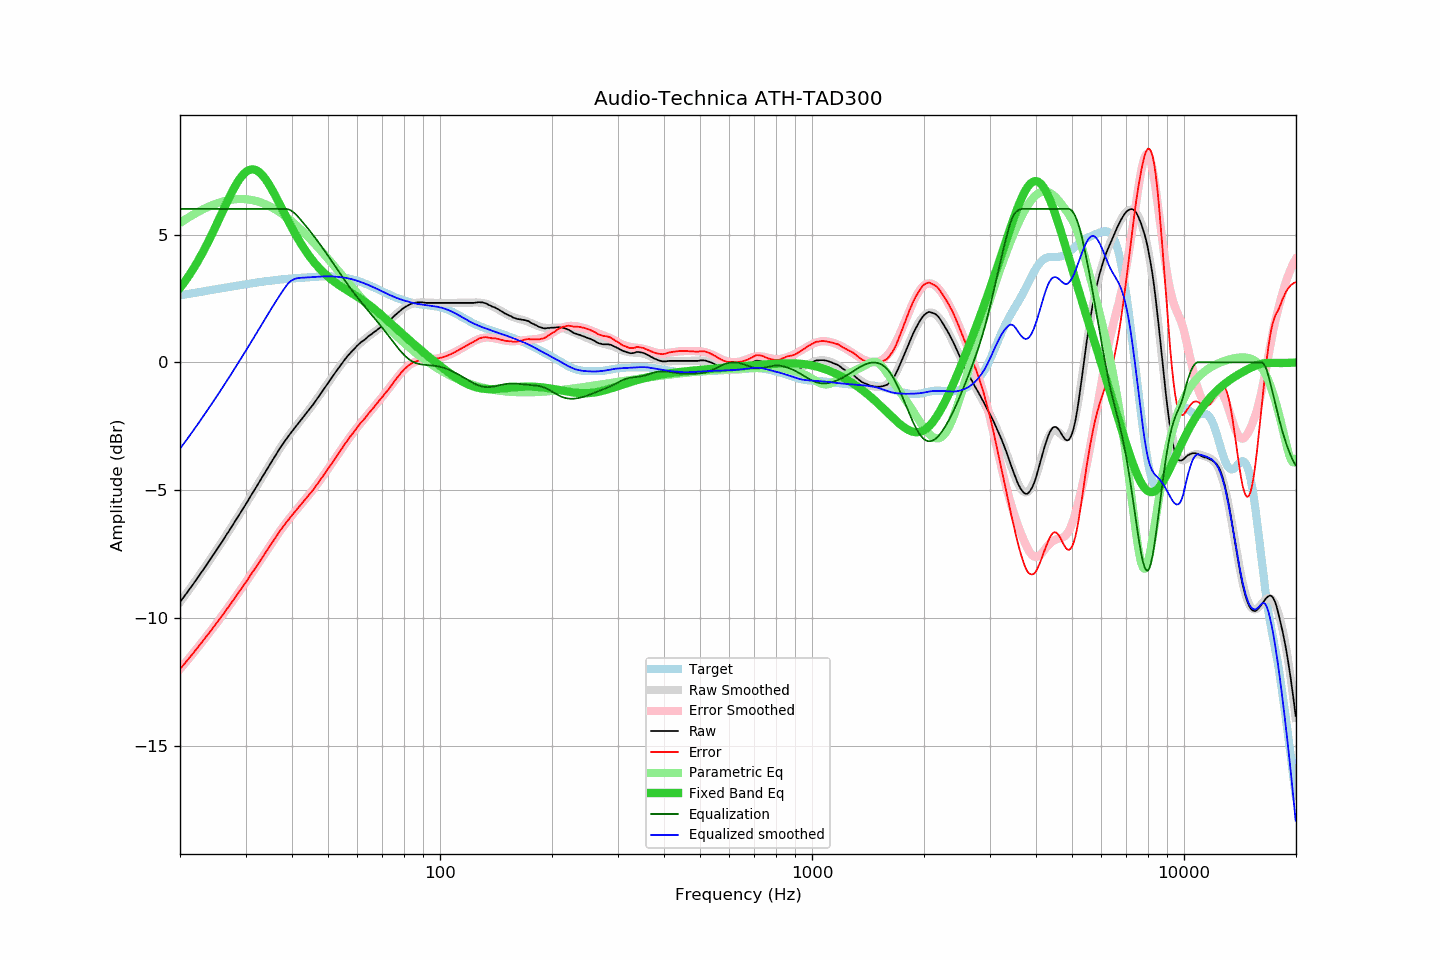 Audio-Technica ATH-TAD300
Amplitude (dBr)
5
0
−5
−10
−15
Target
Raw Smoothed
Error Smoothed
Raw
Error
Parametric Eq
Fixed Band Eq
Equalization
Equalized smoothed
100 1000 10000
Frequency (Hz)